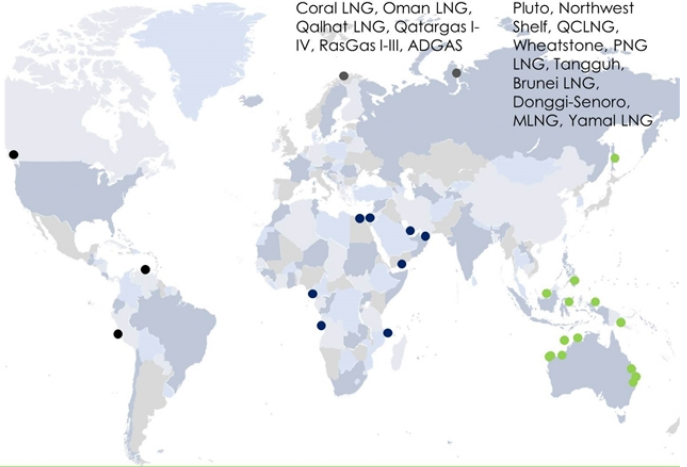 Coral LNG, Oman LNG,
Qalhat LNG, Qatargas I-
IV, RasGas I-III, ADGAS
Pluto, Northwest
Shelf, QCLNG,
Wheatstone, PNG
LNG, Tangguh,
Brunei LNG,
Donggi-Senoro,
MLNG, Yamal LNG